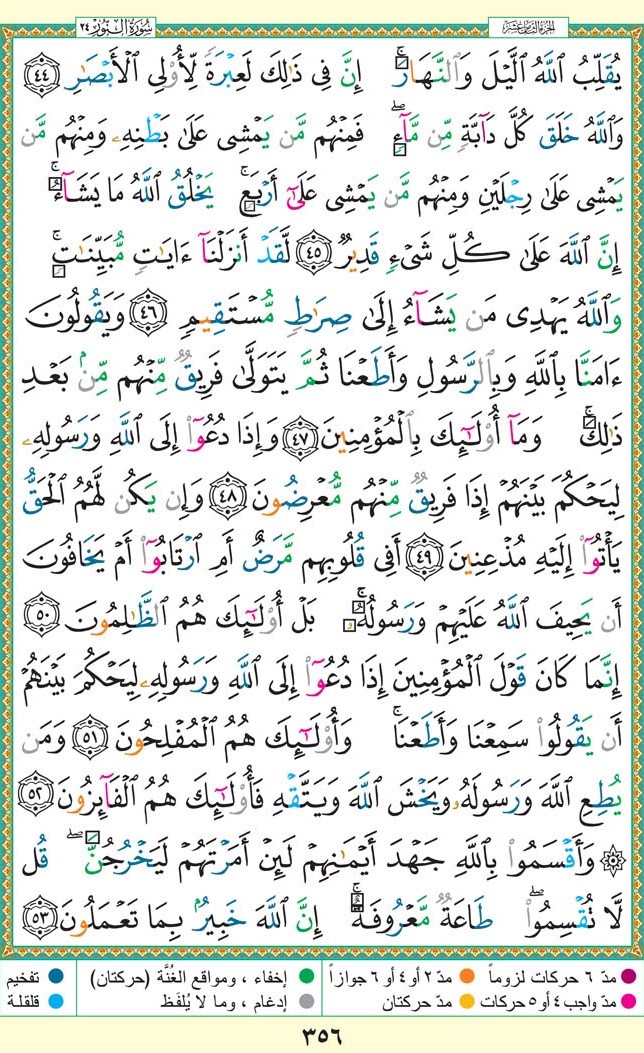 سُورَةُ النُّورِ ٢٤
الجزء الثامن عشر
يُقَلِّبُ ٱللَّهُ ٱلَّيْلَ وَٱلنَّهَارَۚ إِنَّ فِى ذَٰلِكَ لَعِبْرَةً لِّأُو۟لِى ٱلْأَبْصَٰرِ ٤٤
وَٱللَّهُ خَلَقَ كُلَّ دَآبَّةٍ مِّن مَّآءٍۖ فَمِنْهُم مَّن يَمْشِى عَلَىٰ بَطْنِهِۦ وَمِنْهُم مَّن
يَمْشِى عَلَىٰ رِجْلَيْنِ وَمِنْهُم مَّن يَمْشِى عَلَىٰٓ أَرْبَعٍۚ يَخْلُقُ ٱللَّهُ مَا يَشَآءُۚ
إِنَّ ٱللَّهَ عَلَىٰ كُلِّ شَىْءٍ قَدِيرٌ ٤٥ لَّقَدْ أَنزَلْنَآ ءَايَٰتٍ مُّبَيِّنَٰتٍۚ
وَٱللَّهُ يَهْدِى مَن يَشَآءُ إِلَىٰ صِرَٰطٍ مُّسْتَقِيمٍ ٤٦ وَيَقُولُونَ
ءَامَنَّا بِٱللَّهِ وَبِٱلرَّسُولِ وَأَطَعْنَا ثُمَّ يَتَوَلَّىٰ فَرِيقٌ مِّنْهُم مِّنۢ بَعْدِ
ذَٰلِكَۚ وَمَآ أُو۟لَٰٓئِكَ بِٱلْمُؤْمِنِينَ ٤٧ وَإِذَا دُعُوٓا۟ إِلَى ٱللَّهِ وَرَسُولِهِۦ
لِيَحْكُمَ بَيْنَهُمْ إِذَا فَرِيقٌ مِّنْهُم مُّعْرِضُونَ ٤٨ وَإِن يَكُن لَّهُمُ ٱلْحَقُّ
يَأْتُوٓا۟ إِلَيْهِ مُذْعِنِينَ ٤٩ أَفِى قُلُوبِهِم مَّرَضٌ أَمِ ٱرْتَابُوٓا۟ أَمْ يَخَافُونَ
أَن يَحِيفَ ٱللَّهُ عَلَيْهِمْ وَرَسُولُهُۥۚ بَلْ أُو۟لَٰٓئِكَ هُمُ ٱلظَّٰلِمُونَ ٥٠
إِنَّمَا كَانَ قَوْلَ ٱلْمُؤْمِنِينَ إِذَا دُعُوٓا۟ إِلَى ٱللَّهِ وَرَسُولِهِۦ لِيَحْكُمَ بَيْنَهُمْ
أَن يَقُولُوا۟ سَمِعْنَا وَأَطَعْنَاۚ وَأُو۟لَٰٓئِكَ هُمُ ٱلْمُفْلِحُونَ ٥١ وَمَن
يُطِعِ ٱللَّهَ وَرَسُولَهُۥ وَيَخْشَ ٱللَّهَ وَيَتَّقْهِ فَأُو۟لَٰٓئِكَ هُمُ ٱلْفَآئِزُونَ ٥٢
۞ وَأَقْسَمُوا۟ بِٱللَّهِ جَهْدَ أَيْمَٰنِهِمْ لَئِنْ أَمَرْتَهُمْ لَيَخْرُجُنَّۖ قُل
لَّا تُقْسِمُوا۟ۖ طَاعَةٌ مَّعْرُوفَةٌۚ إِنَّ ٱللَّهَ خَبِيرٌۢ بِمَا تَعْمَلُونَ ٥٣
مدّ ٦ حركات لزوماً مدّ ٢ أو ٤ أو ٦ جوازاً إخفاء ، ومواقع الغُنَّة (حركتان) تفخيم
مدّ واجب ٤ أو ٥ حركات مدّ حركتان إدغام ، وما لا يُلفَظ قلقلة
٣٥٦